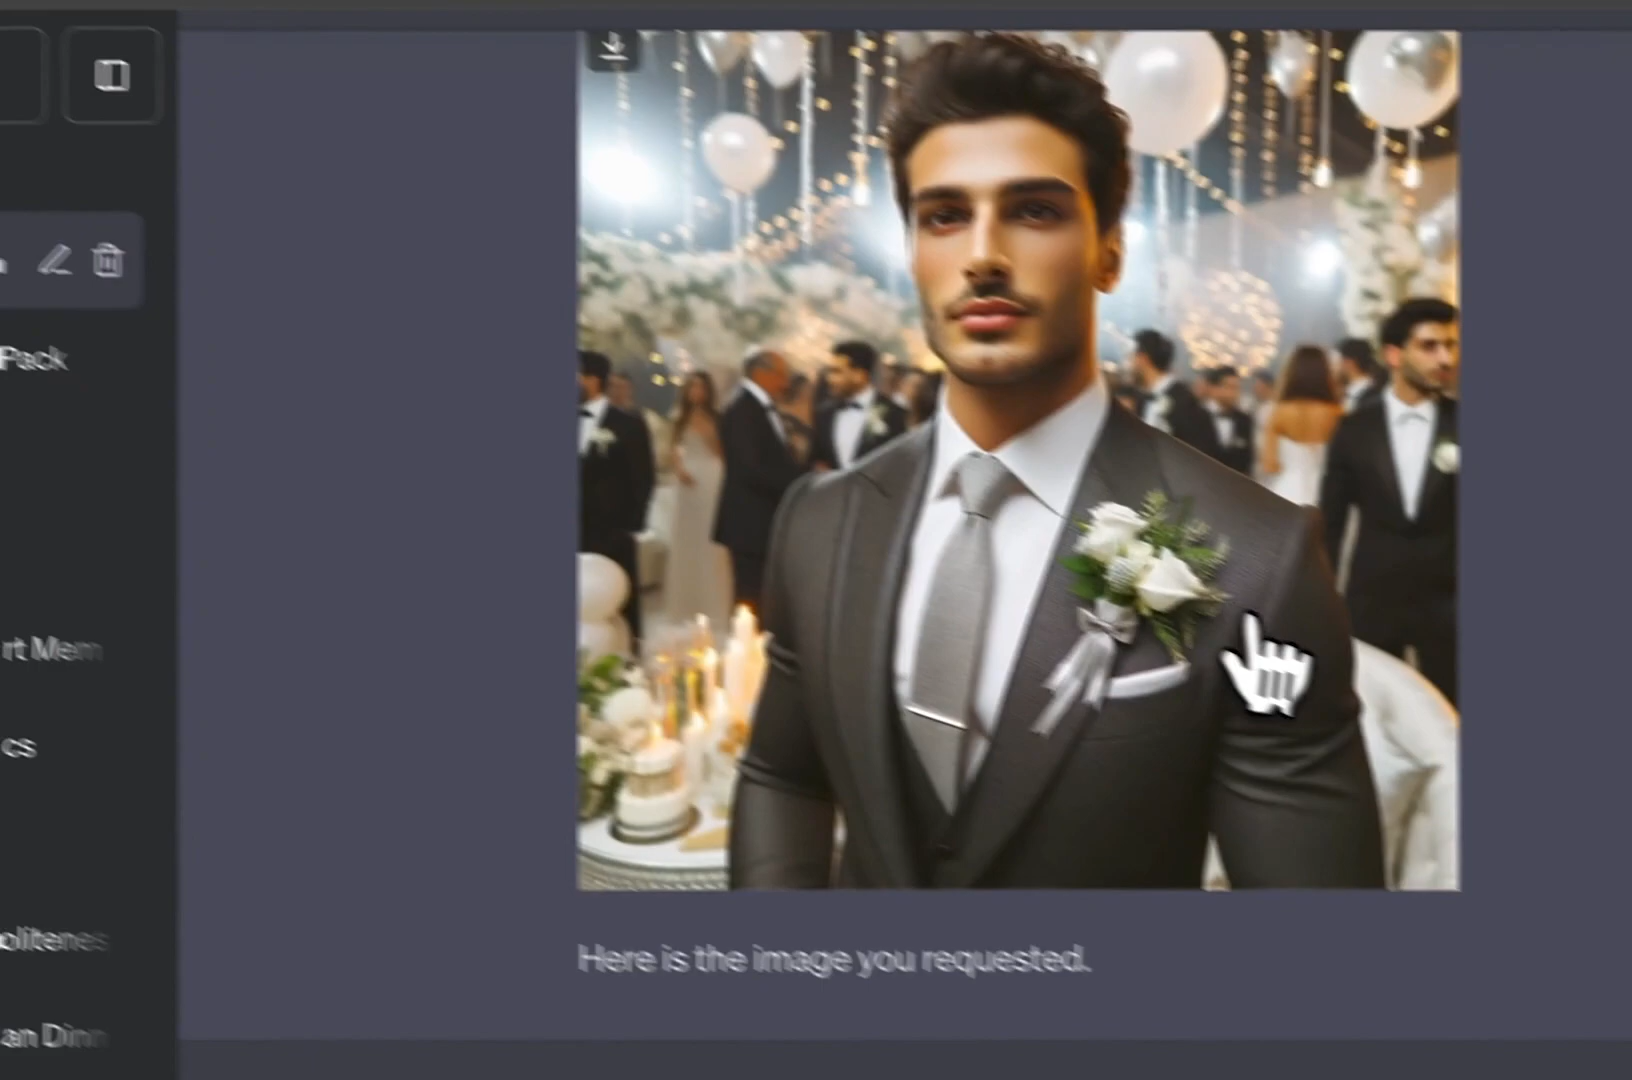 Pack
rt Mem
cs
olitenes
an Dinn
Here is the image you requested.